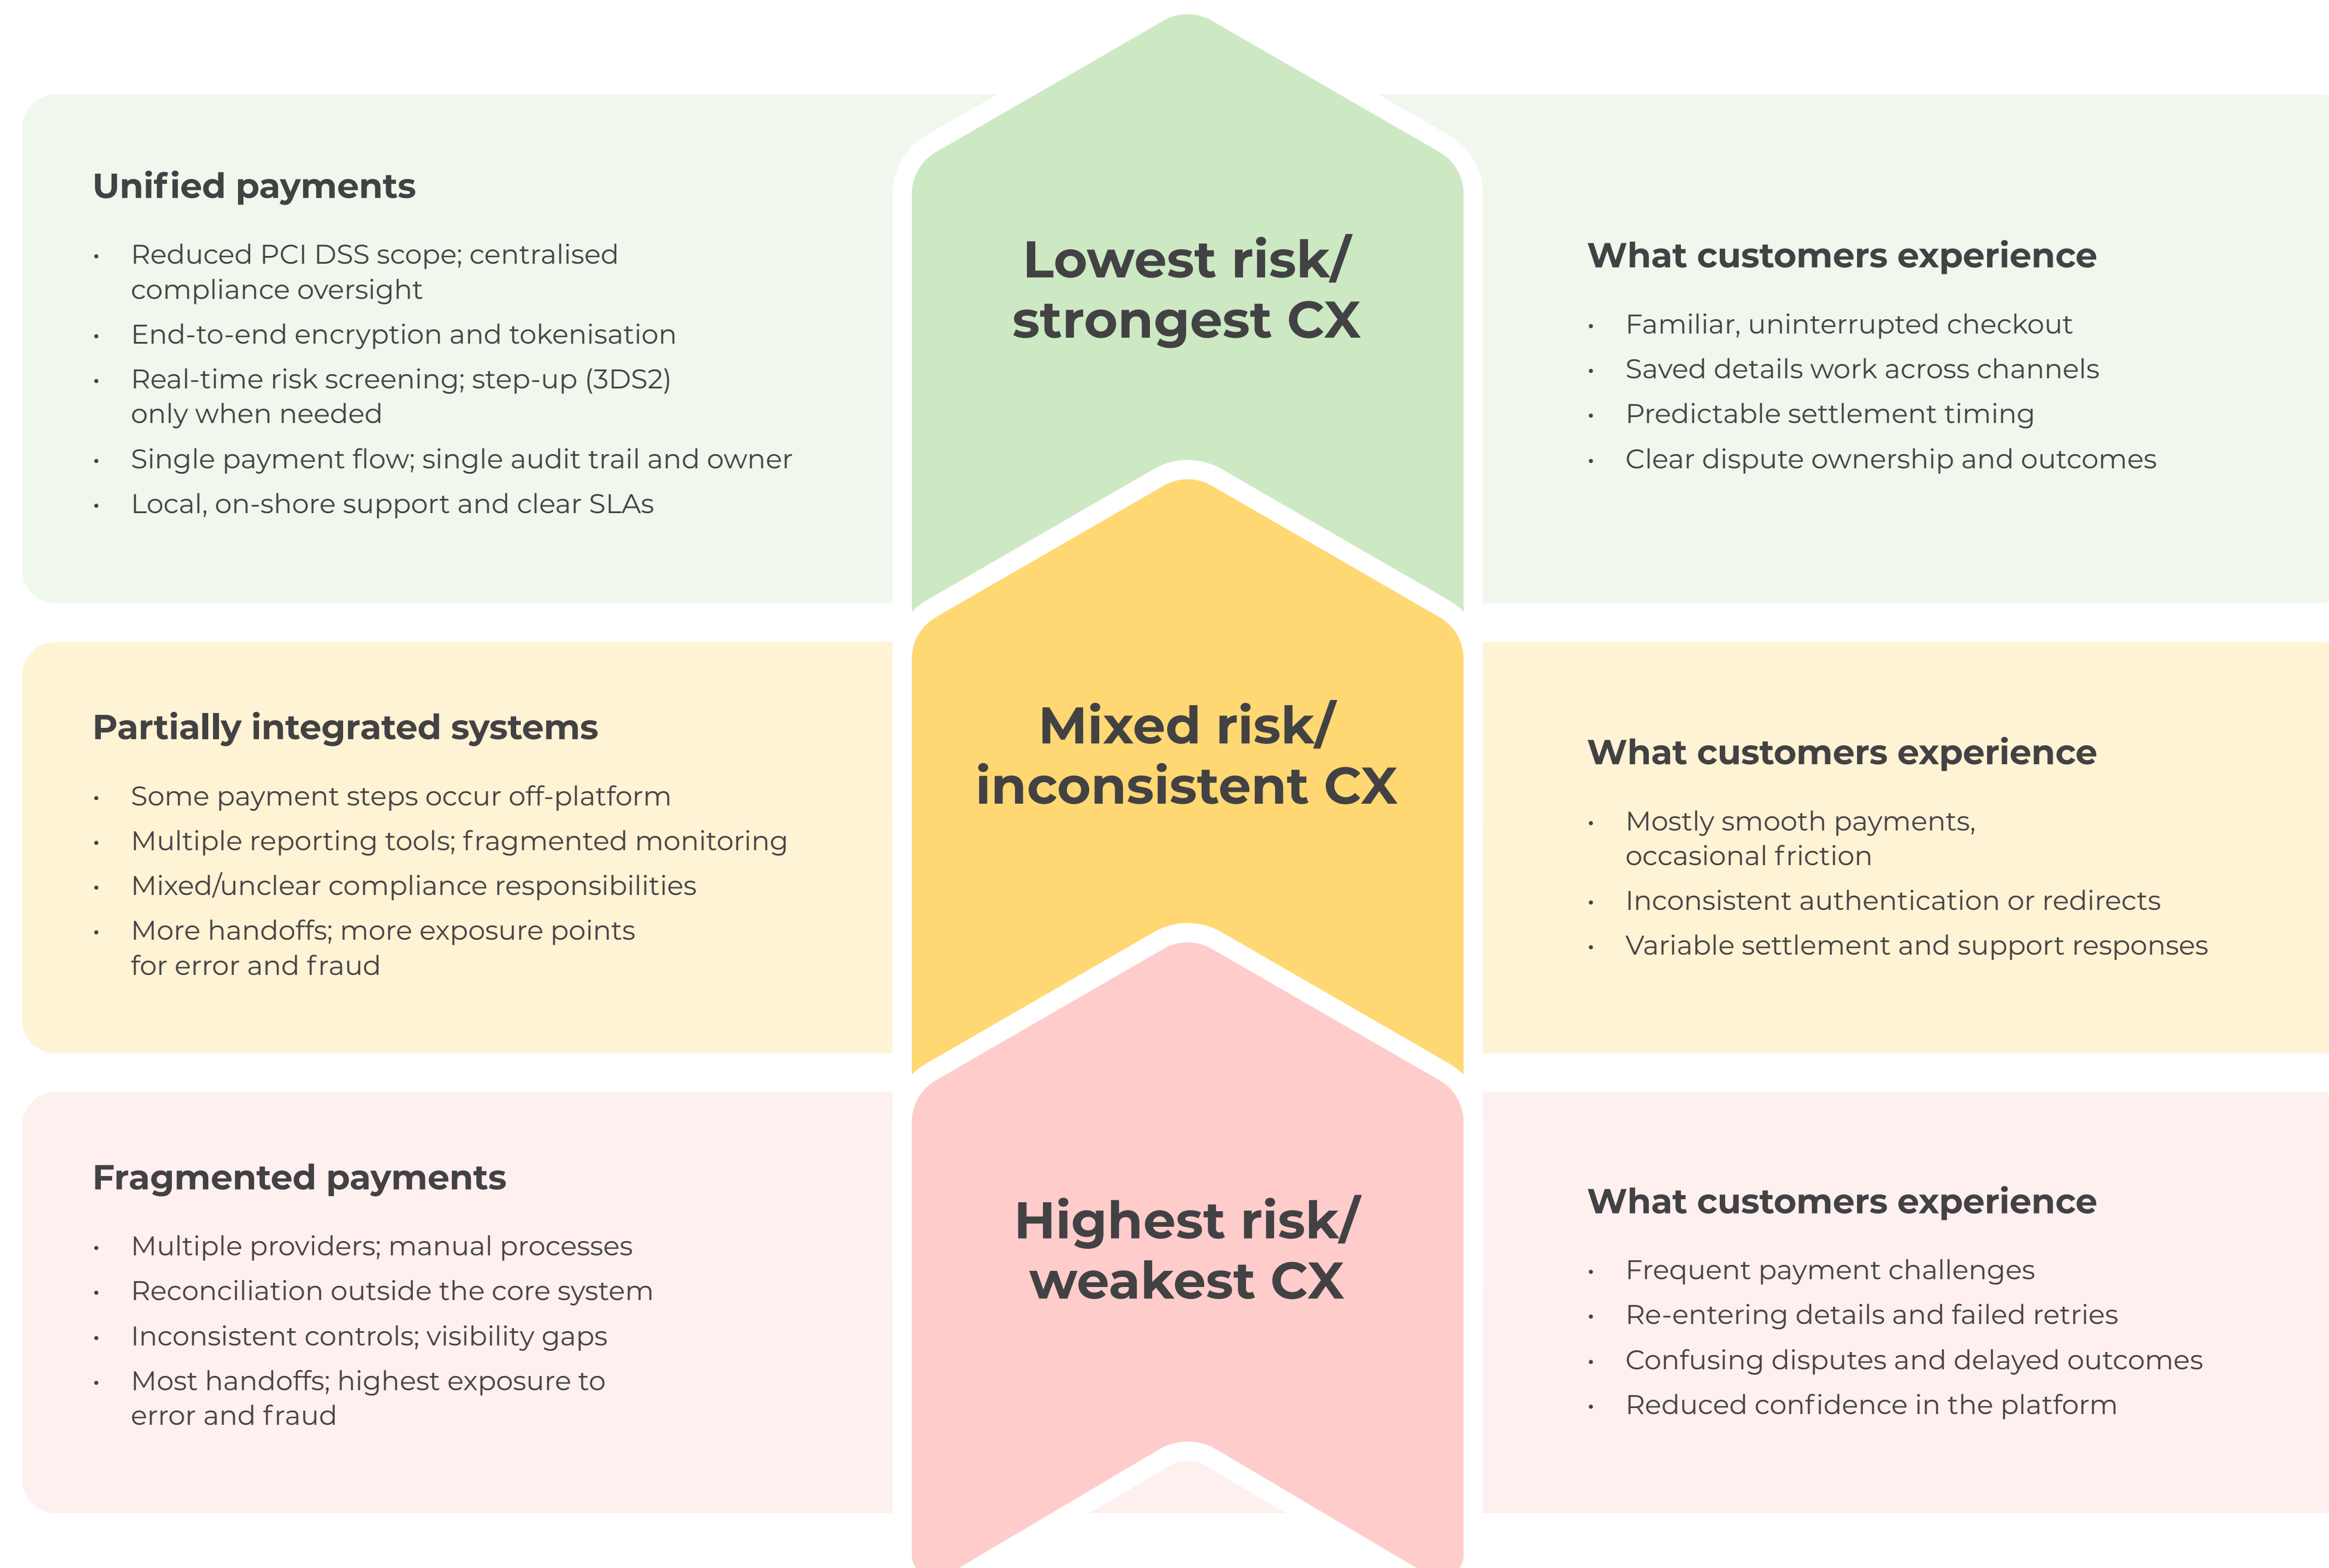 Unified payments
• Reduced PCI DSS scope; centralised
compliance oversight
• End-to-end encryption and tokenisation
• Real-time risk screening; step-up (3DS2)
only when needed
• Single payment flow; single audit trail and owner
• Local, on-shore support and clear SLAs
Lowest risk/
strongest CX
What customers experience
• Familiar, uninterrupted checkout
• Saved details work across channels
• Predictable settlement timing
• Clear dispute ownership and outcomes
Partially integrated systems
• Some payment steps occur off-platform
• Multiple reporting tools; fragmented monitoring
• Mixed/unclear compliance responsibilities
• More handoffs; more exposure points
for error and fraud
Mixed risk/
inconsistent CX
What customers experience
• Mostly smooth payments,
occasional friction
• Inconsistent authentication or redirects
• Variable settlement and support responses
Fragmented payments
• Multiple providers; manual processes
• Reconciliation outside the core system
• Inconsistent controls; visibility gaps
• Most handoffs; highest exposure to
error and fraud
Highest risk/
weakest CX
What customers experience
• Frequent payment challenges
• Re-entering details and failed retries
• Confusing disputes and delayed outcomes
• Reduced confidence in the platform